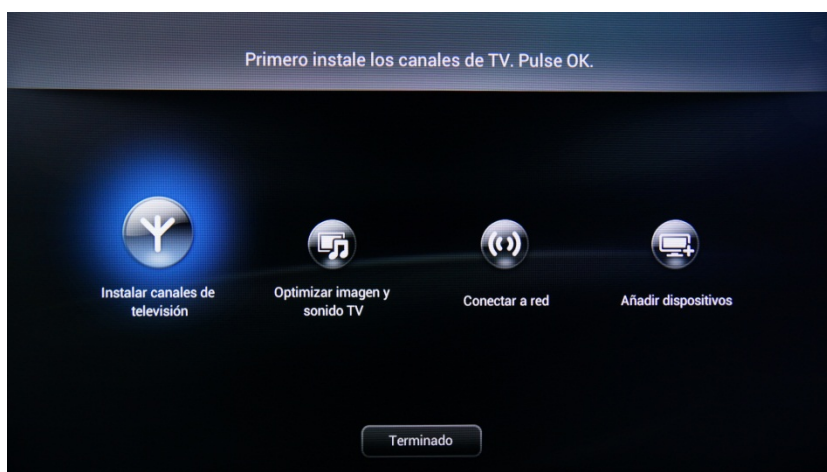 Primero instale los canales de TV. Pulse OK.
Instalar canales de
televisión
Optimizar imagen y
sonido TV
Conectar a red
Añadir dispositivos
Terminado